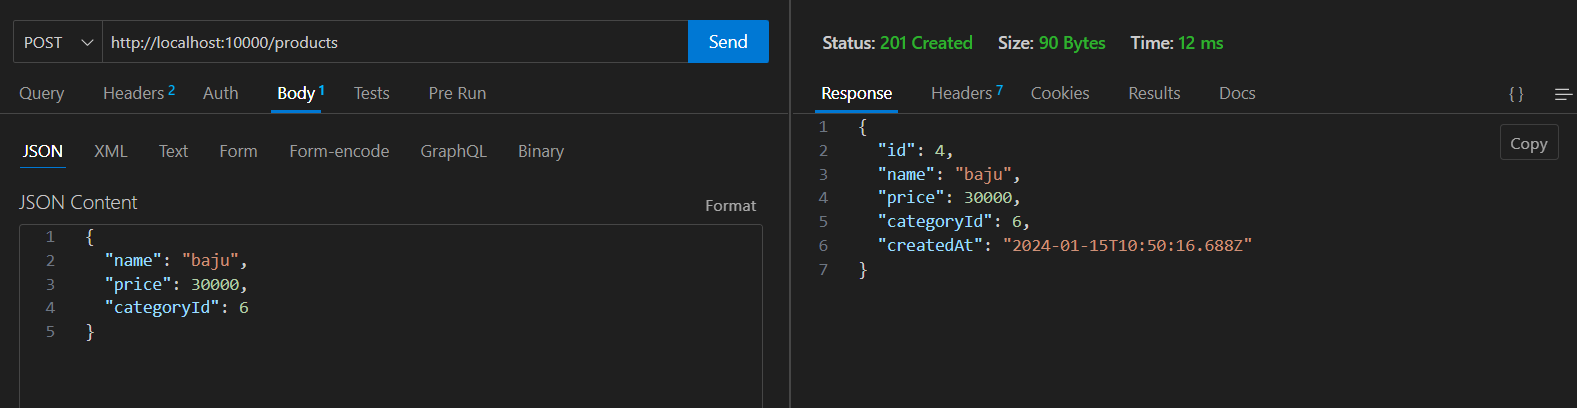 POST http://localhost:10000/products Send
Query Headers 2 Auth Body 1 Tests Pre Run
JSON XML Text Form Form-encode GraphQL Binary
JSON Content Format
1 {
2 "name": "baju",
3 "price": 30000,
4 "categoryId": 6
5 }
Status: 201 Created Size: 90 Bytes Time: 12 ms
Response Headers 7 Cookies Results Docs { }
Copy
1 {
2 "id": 4,
3 "name": "baju",
4 "price": 30000,
5 "categoryId": 6,
6 "createdAt": "2024-01-15T10:50:16.688Z"
7 }